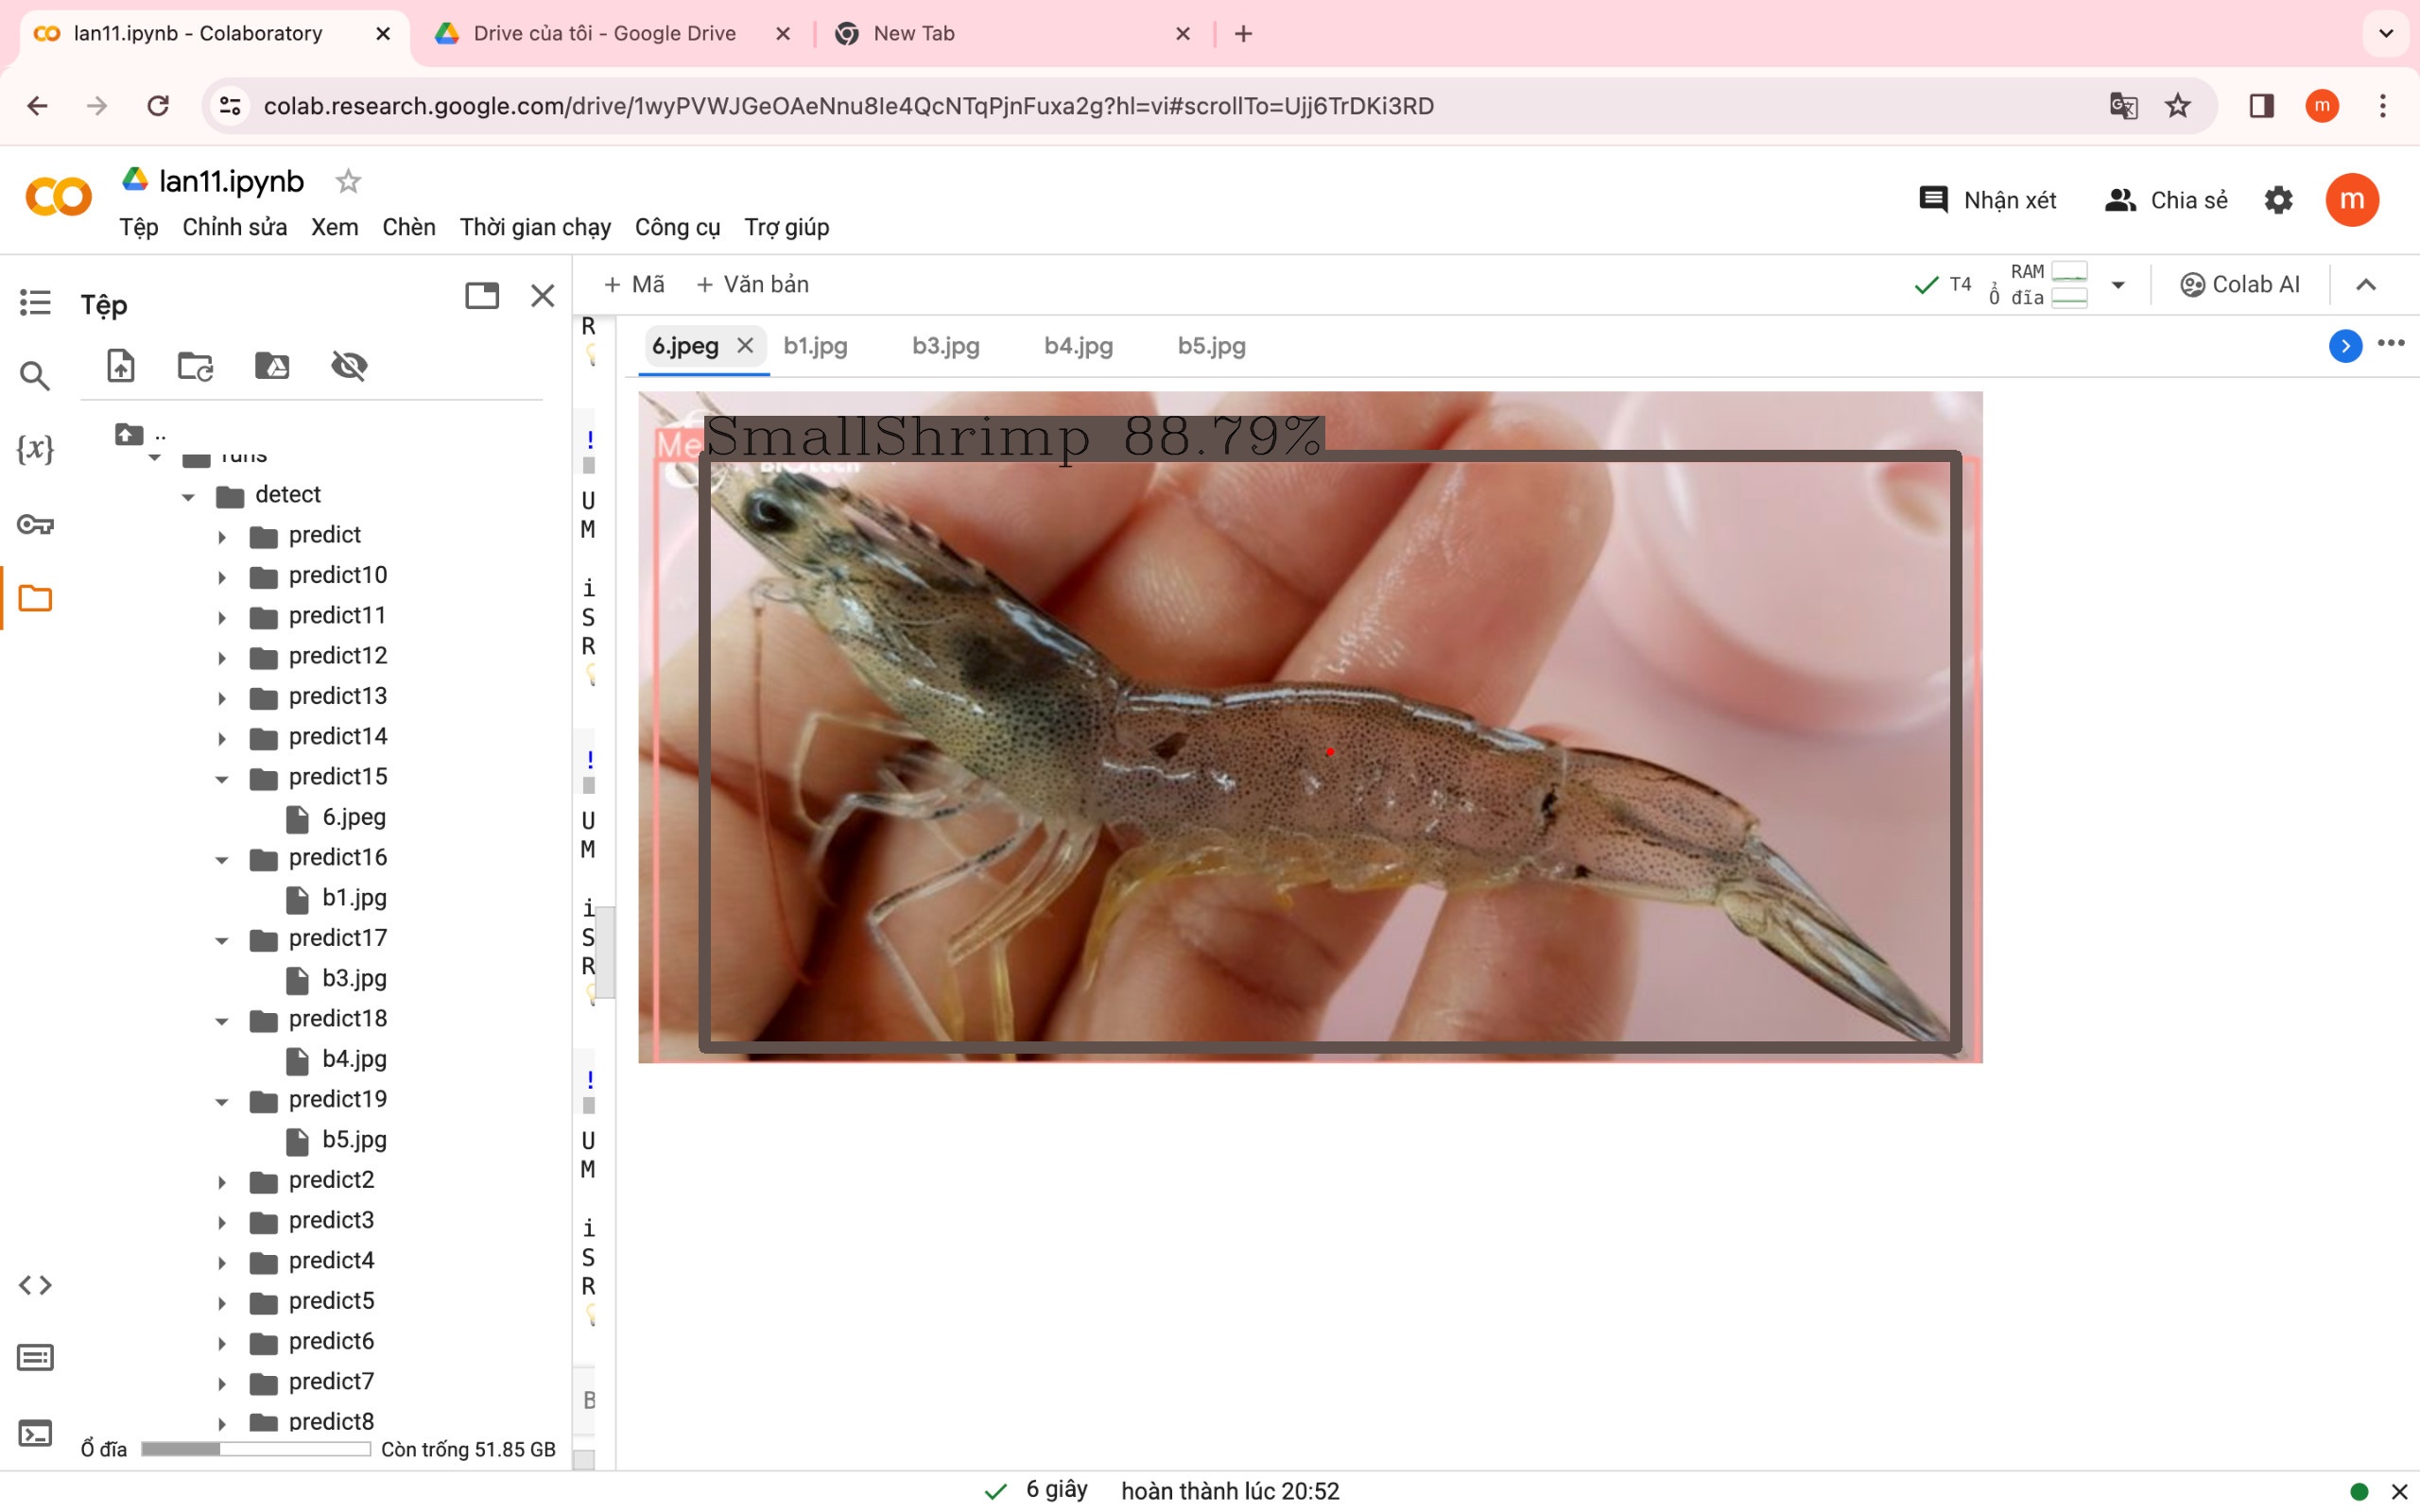 lan11.ipynb - Colaboratory
Drive của tôi - Google Drive
New Tab
colab.research.google.com/drive/1wyPVWJGeOAeNnu8Ie4QcNTqPjnFuxa2g?hl=vi#scrollTo=Ujj6TrDKi3RD
m
lan11.ipynb
Nhận xét
Chia sẻ
m
Tệp Chỉnh sửa Xem Chèn Thời gian chạy Công cụ Trợ giúp
Tệp
+ Mã + Văn bản
T4
RAM
Ổ đĩa
Colab AI
6.jpeg
b1.jpg
b3.jpg
b4.jpg
b5.jpg
..
runs
detect
predict
predict10
predict11
predict12
predict13
predict14
predict15
6.jpeg
predict16
b1.jpg
predict17
b3.jpg
predict18
b4.jpg
predict19
b5.jpg
predict2
predict3
predict4
predict5
predict6
predict7
predict8
Ổ đĩa
Còn trống 51.85 GB
R
!
U
M
i
S
R
!
U
M
i
S
R
!
U
M
i
S
R
B
Me
SmallShrimp 88.79%
6 giây hoàn thành lúc 20:52